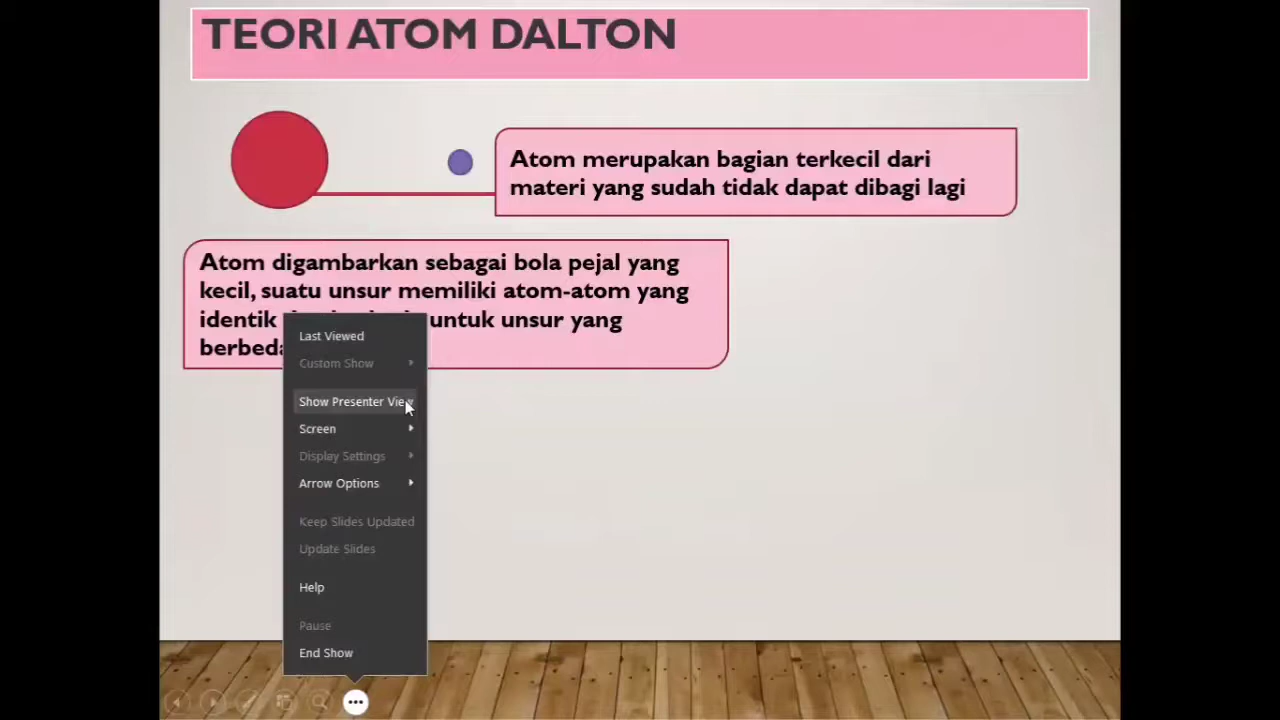 TEORI ATOM DALTON
Atom merupakan bagian terkecil dari
materi yang sudah tidak dapat dibagi lagi
Atom digambarkan sebagai bola pejal yang
kecil, suatu unsur memiliki atom-atom yang
identik untuk unsur yang
berbeda
Last Viewed
Custom Show
Show Presenter View
Screen
Display Settings
Arrow Options
Keep Slides Updated
Update Slides
Help
Pause
End Show